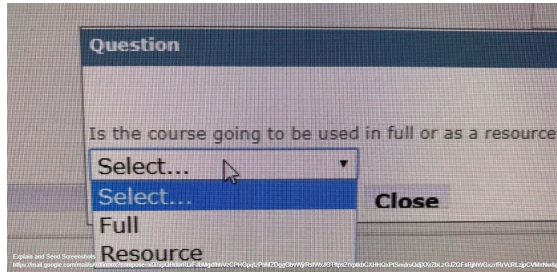 Question
Is the course going to be used in full or as a resource
Select...
Select...
Close
Full
Resource
Explain and Send Screenshots